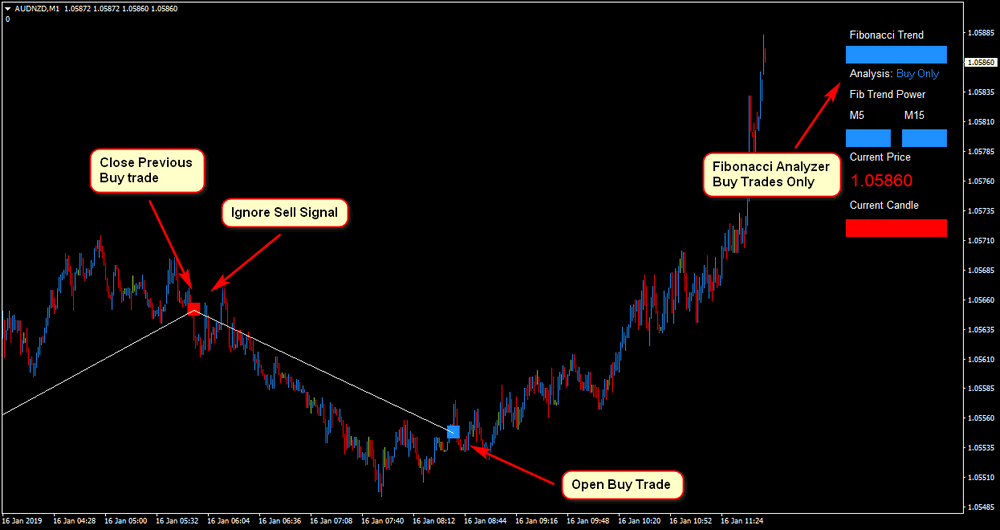 AUDNZD,M1 1.05872 1.05872 1.05860 1.05860
0
Fibonacci Trend
Analysis: Buy Only
Fib Trend Power
M5 M15
Current Price
1.05860
Current Candle
Close Previous
Buy trade
Ignore Sell Signal
Fibonacci Analyzer
Buy Trades Only
Open Buy Trade
1.05885
1.05860
1.05835
1.05810
1.05785
1.05760
1.05735
1.05710
1.05685
1.05660
1.05635
1.05610
1.05585
1.05560
1.05535
1.05510
1.05485
16 Jan 2019 16 Jan 04:28 16 Jan 05:00 16 Jan 05:32 16 Jan 06:04 16 Jan 06:36 16 Jan 07:08 16 Jan 07:40 16 Jan 08:12 16 Jan 08:44 16 Jan 09:16 16 Jan 09:48 16 Jan 10:20 16 Jan 10:52 16 Jan 11:24